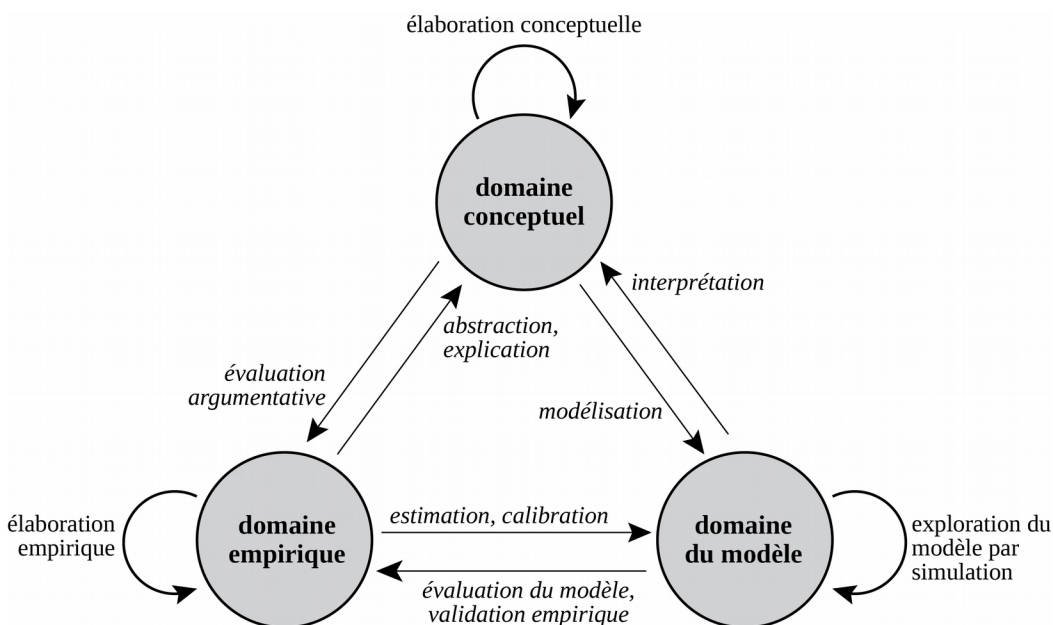 élaboration conceptuelle
domaine
conceptuel
interprétation
abstraction,
explication
évaluation
argumentative
modélisation
élaboration
empirique
domaine
empirique
estimation, calibration
évaluation du modèle,
validation empirique
domaine
du modèle
exploration du
modèle par
simulation